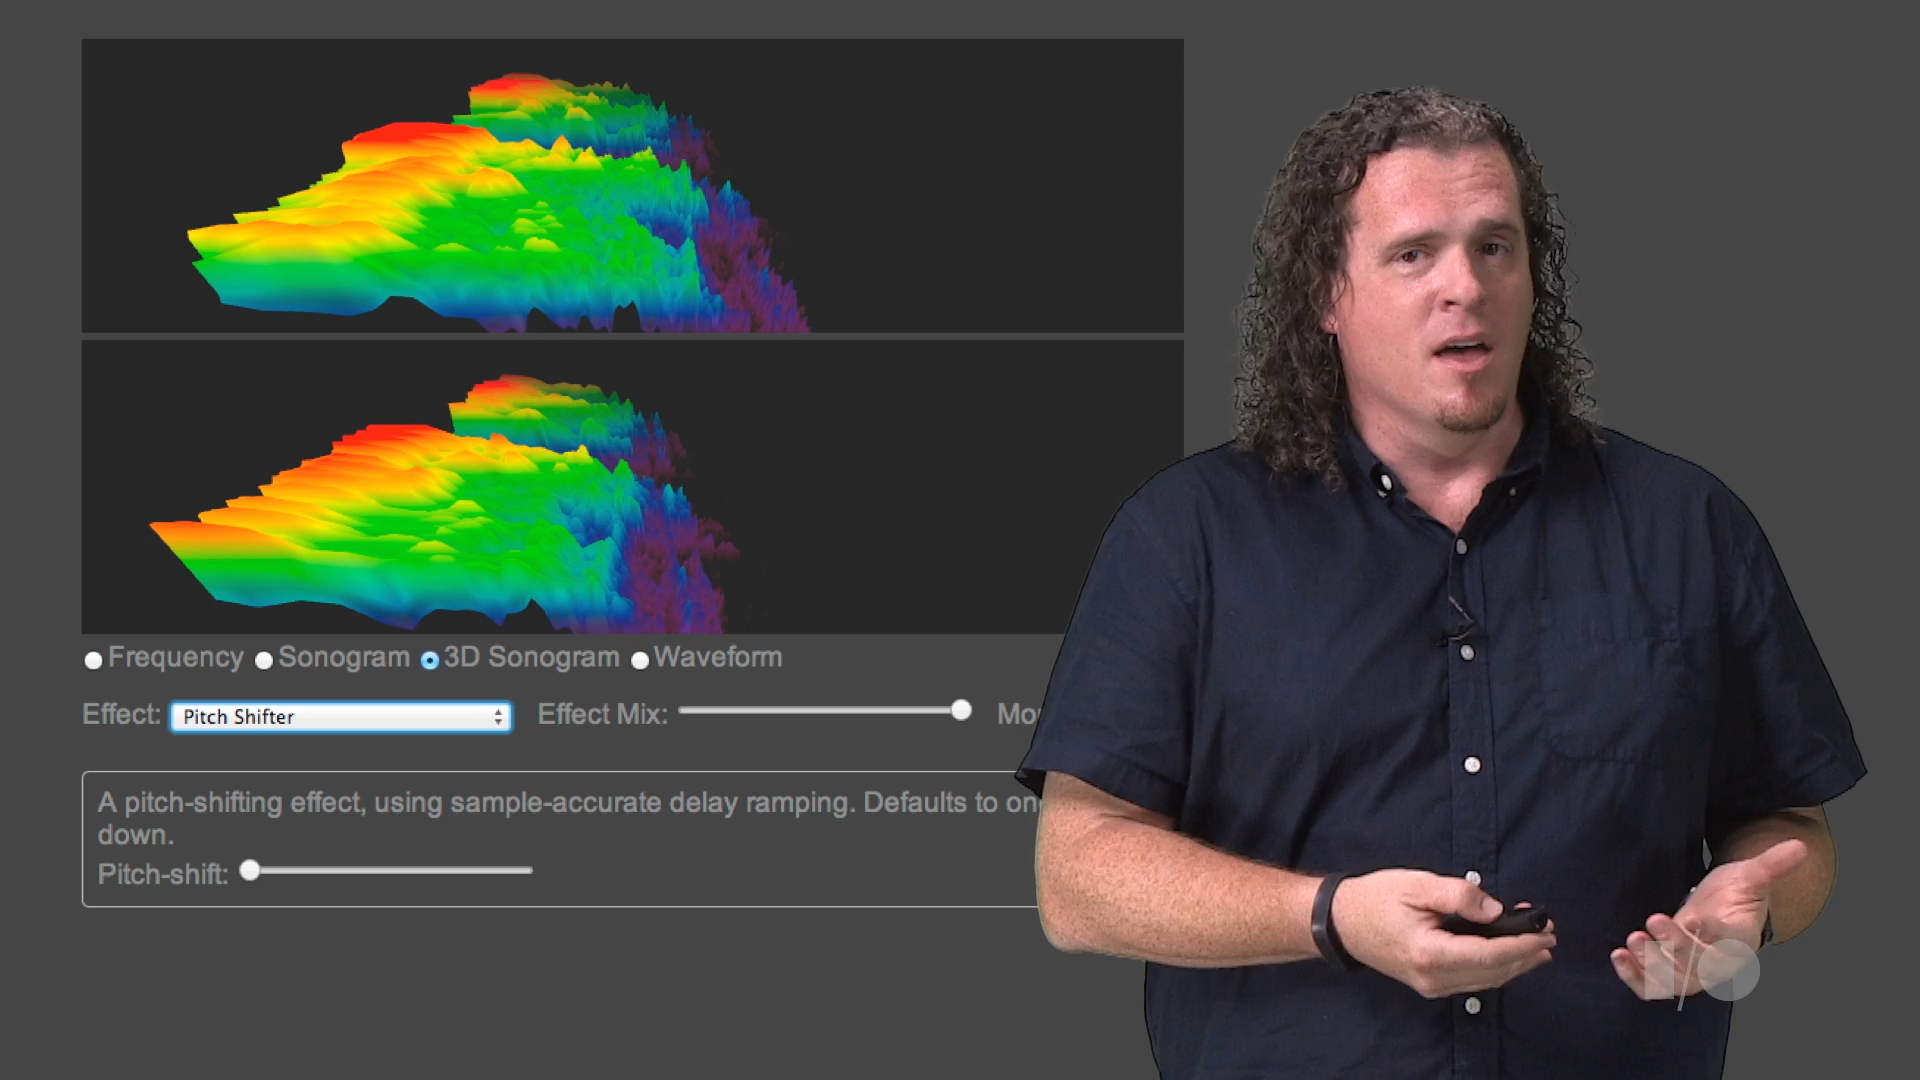 Frequency Sonogram 3D Sonogram Waveform
Effect: Pitch Shifter Effect Mix:
A pitch-shifting effect, using sample-accurate delay ramping. Defaults to
down.
Pitch-shift:
I/O